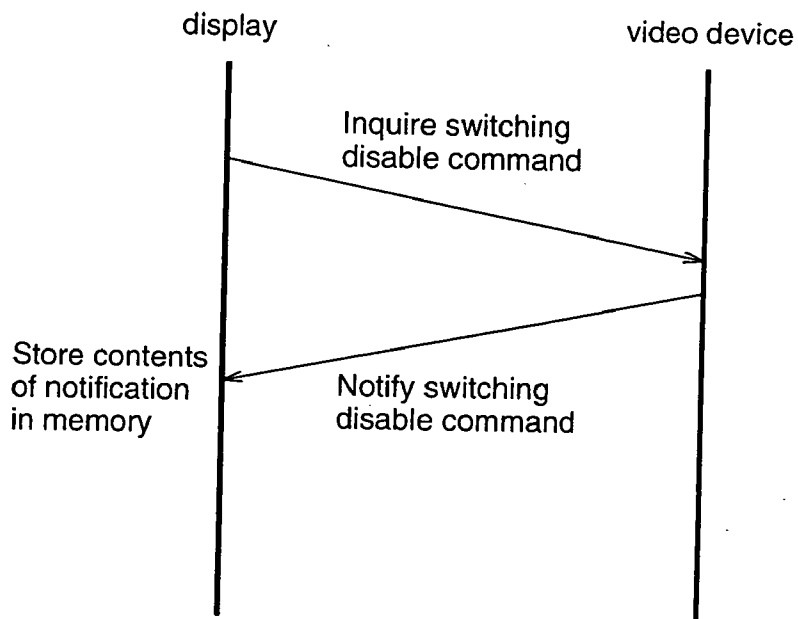 display
video device
Inquire switching
disable command
Store contents
of notification
in memory
Notify switching
disable command